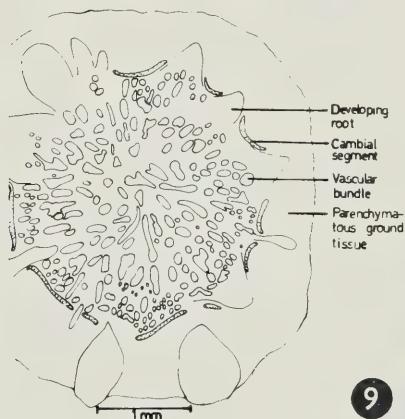 Developing
root
Cambial
segment
Vascular
bundle
Parenchyma-
tous ground
tissue
1 mm
9